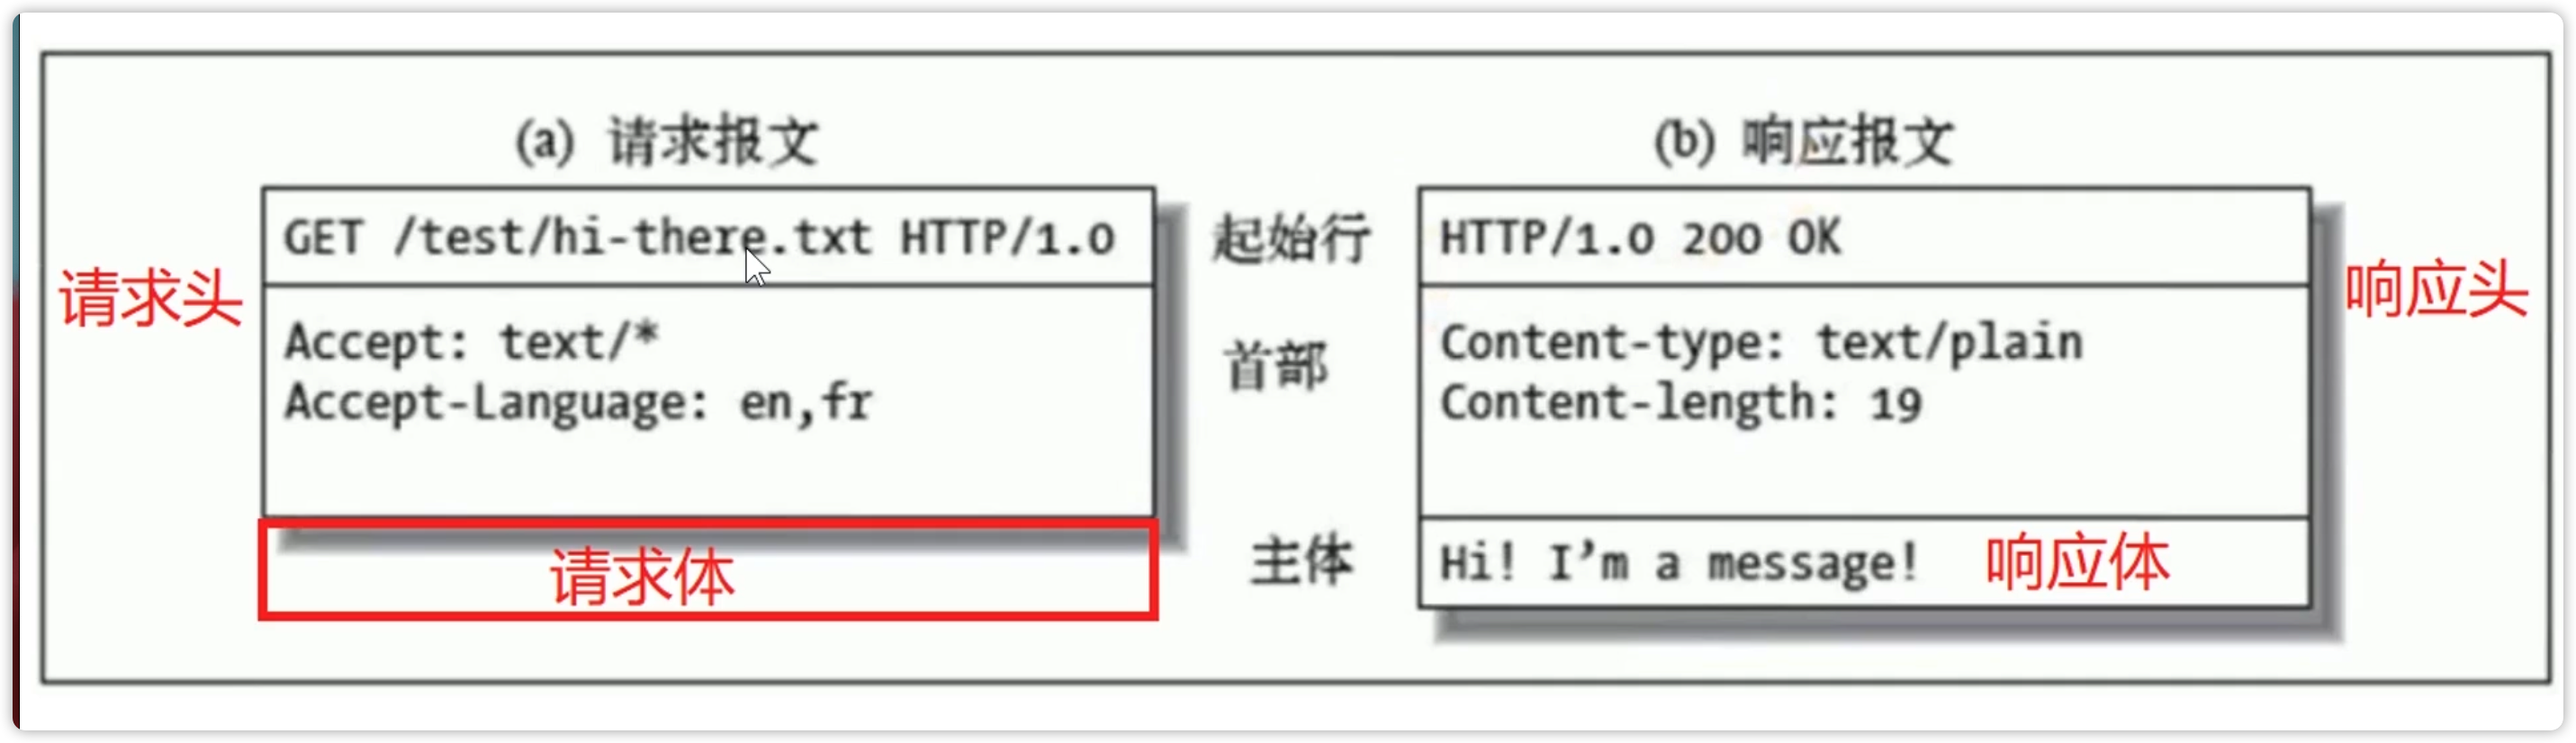 (a) 请求报文
GET /test/hi-there.txt HTTP/1.0
请求头
Accept: text/*
Accept-Language: en,fr
请求体
起始行
首部
主体
(b) 响应报文
HTTP/1.0 200 OK
响应头
Content-type: text/plain
Content-length: 19
Hi! I’m a message!
响应体